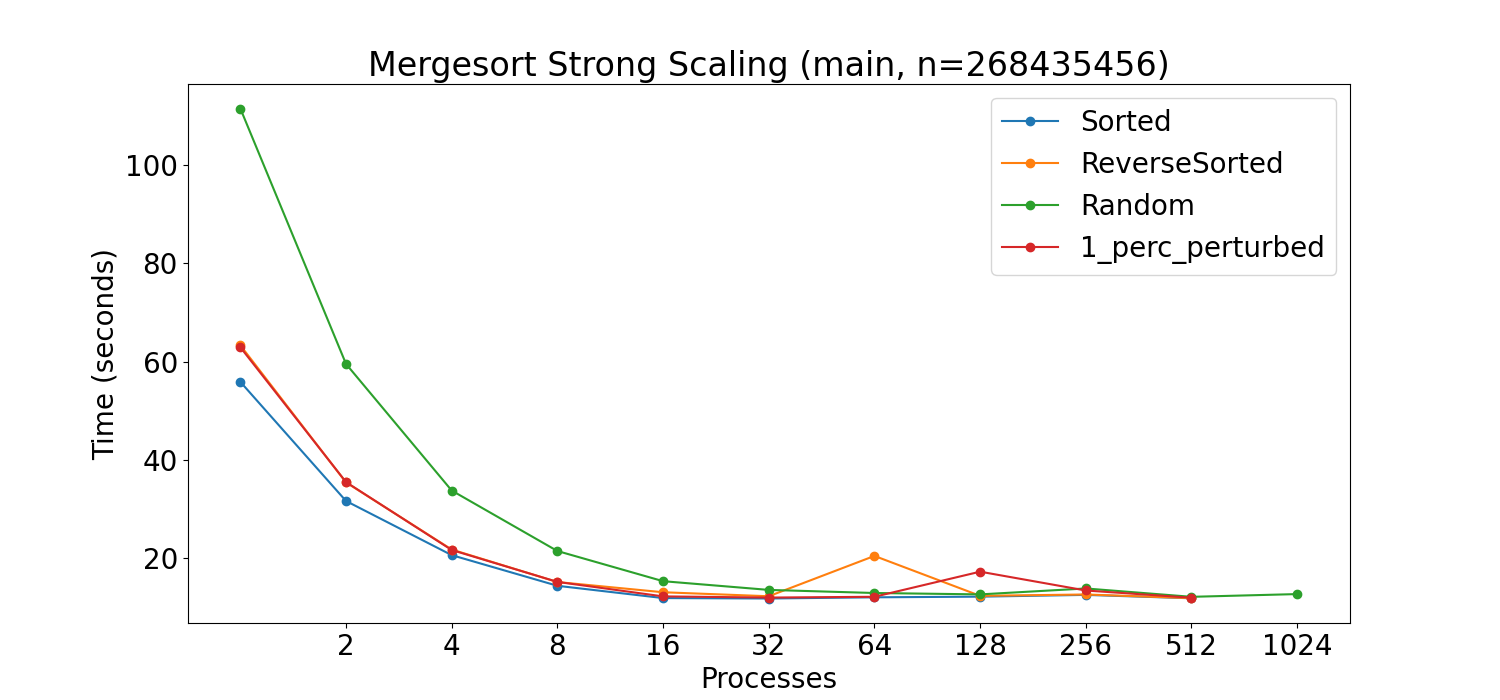 Mergesort Strong Scaling (main, n=268435456)
Sorted
ReverseSorted
Random
1_perc_perturbed
100
80
60
40
20
Time (seconds)
2 4 8 16 32 64 128 256 512 1024
Processes